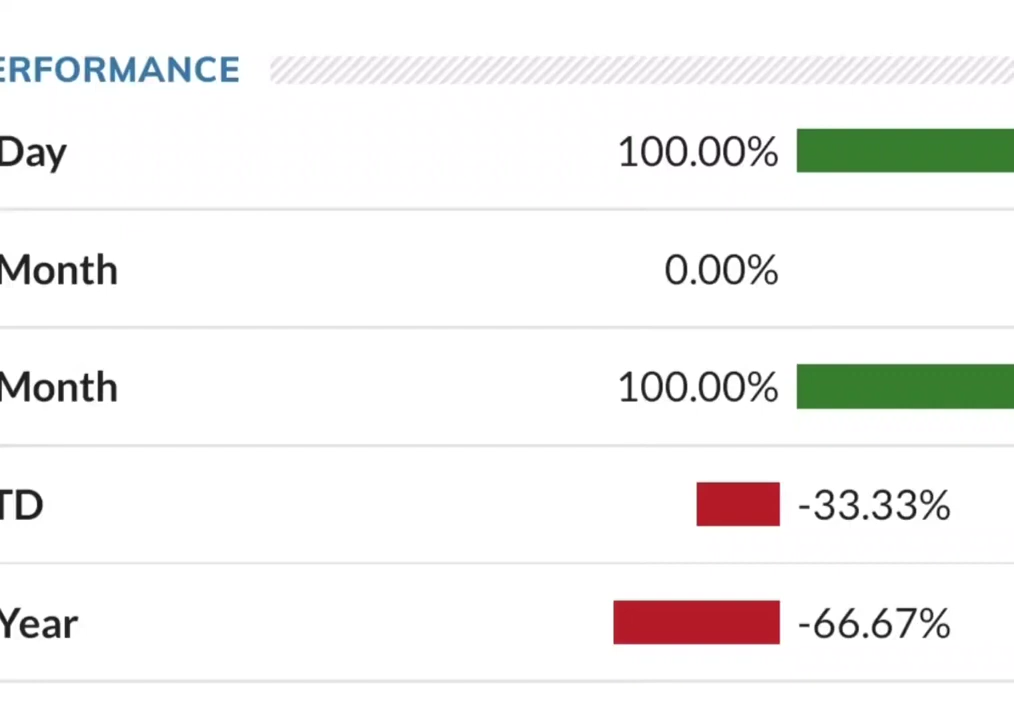 ERFORMANCE
Day 100.00%
Month 0.00%
Month 100.00%
TD -33.33%
Year -66.67%